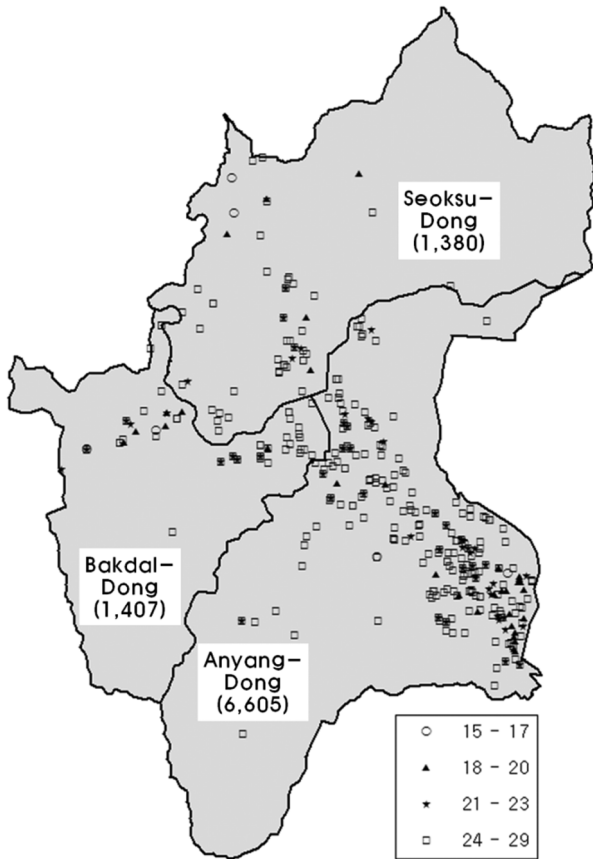 Seoksu-
Dong
(1,380)
Bakdal-
Dong
(1,407)
Anyang-
Dong
(6,605)
15 - 17
18 - 20
21 - 23
24 - 29